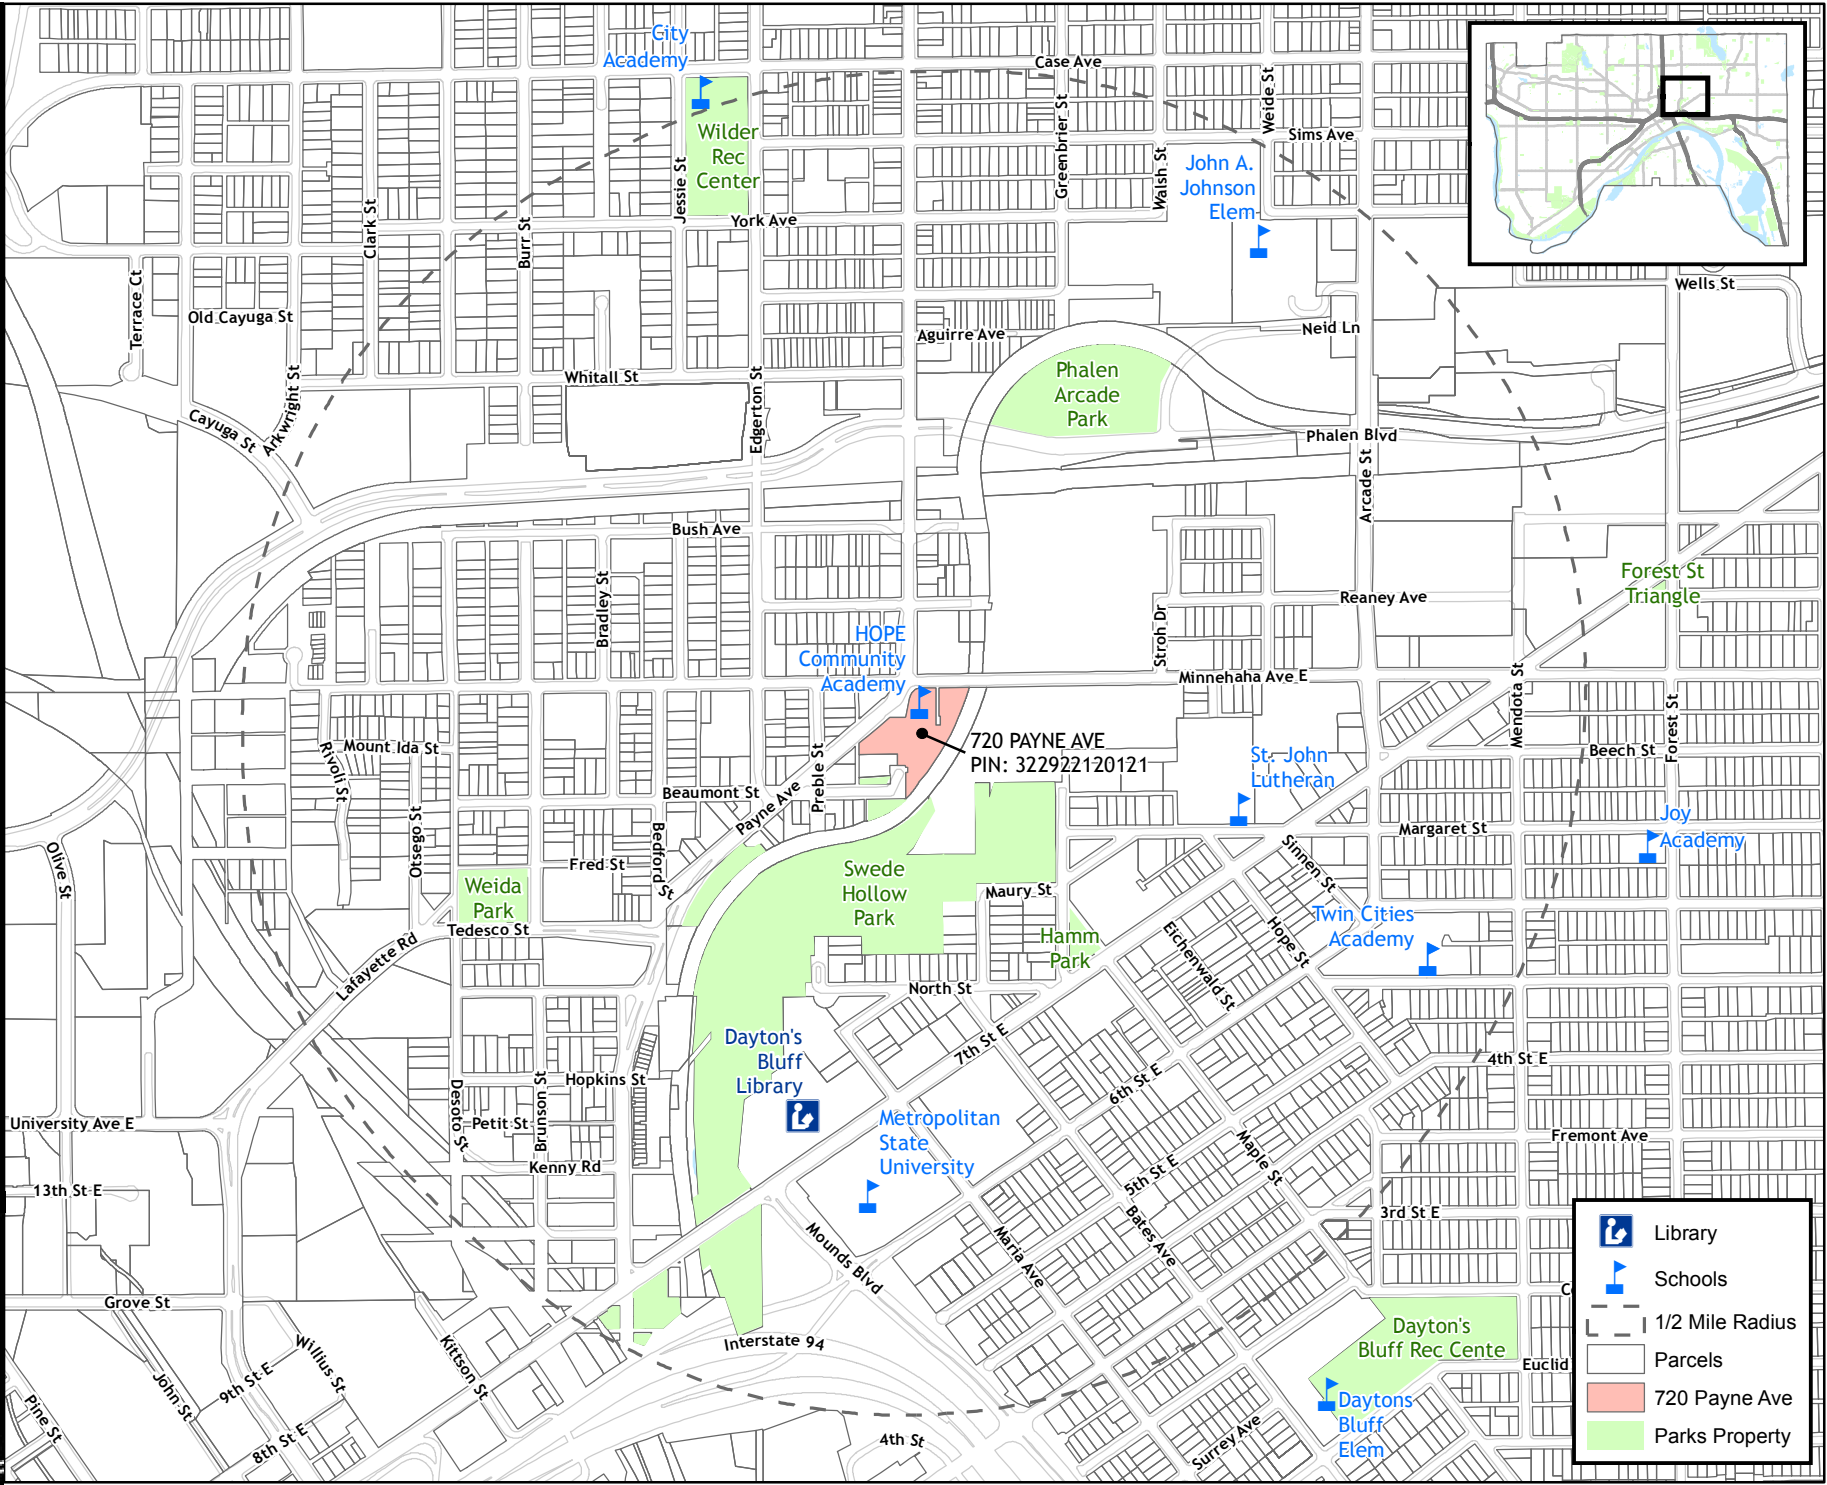 City
Academy
Case Ave
Weide St
Greenbrier St
Sims Ave
Wilder
Rec
Center
Jessie St
John A.
Johnson
Elem
Walsh St
York Ave
Clark St
Burr St
Terrace Ct
Old Cayuga St
Wells St
Aguirre Ave
Neid Ln
Whitall St
Edgerton St
Arkwright St
Cayuga St
Phalen
Arcade
Park
Phalen Blvd
Arcade St
Bush Ave
Bradley St
Forest St
Triangle
Reaney Ave
Stroh Dr
HOPE
Community
Academy
Minnehaha Ave E
Mendota St
Forest St
720 PAYNE AVE
PIN: 322922120121
Mount Ida St
Rivoli St
Beech St
St. John
Lutheran
Preble St
Beaumont St
Payne Ave
Otsego St
Bedford St
Fred St
Margaret St
Joy
Academy
Sinnen St
Olive St
Weida
Park
Swede
Hollow
Park
Maury St
Tedesco St
Lafayette Rd
Hamm
Park
Twin Cities
Academy
Hope St
Eichenwald St
North St
Dayton's
Bluff
Library
7th St E
6th St E
4th St E
Hopkins St
Desoto St
Brunson St
Petit St
University Ave E
Metropolitan
State
University
Fremont Ave
Maple St
5th St E
Kenny Rd
13th St E
Bates Ave
3rd St E
Maria Ave
Mounds Blvd
Grove St
Interstate 94
Kittson St
Willius St
9th St E
John St
8th St E
Pine St
4th St
Surrey Ave
Dayton's
Bluff Rec Cente
Euclid
Daytons
Bluff
Elem
Library
Schools
1/2 Mile Radius
Parcels
720 Payne Ave
Parks Property